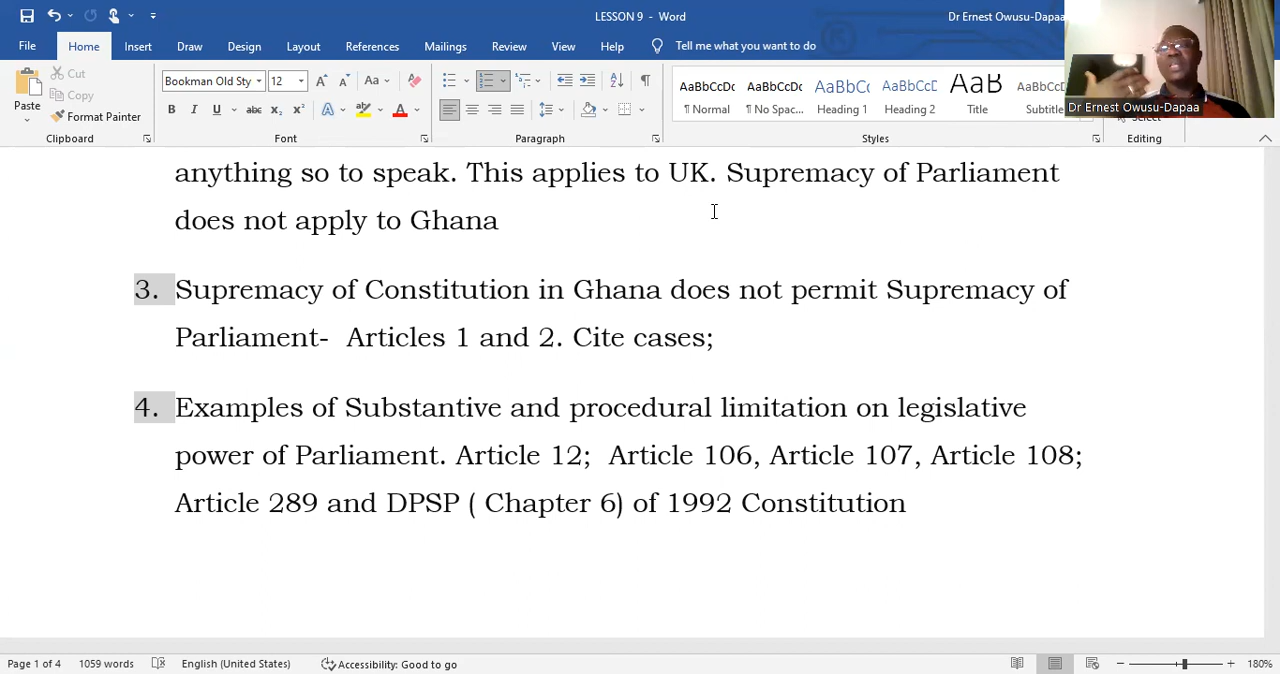 LESSON 9 - Word
Dr Ernest Owusu-Dapaa
File Home Insert Draw Design Layout References Mailings Review View Help Tell me what you want to do
Paste
Cut
Copy
Format Painter
Clipboard
Bookman Old Sty 12
Font
Paragraph
AaBbCcDc AaBbCcDc AaBbCc AaBbCcD AaB AaBbCcD
¶ Normal ¶ No Spac... Heading 1 Heading 2 Title Subtitle
Styles
Editing
Dr Ernest Owusu-Dapaa
anything so to speak. This applies to UK. Supremacy of Parliament
does not apply to Ghana
3. Supremacy of Constitution in Ghana does not permit Supremacy of
Parliament- Articles 1 and 2. Cite cases;
4. Examples of Substantive and procedural limitation on legislative
power of Parliament. Article 12; Article 106, Article 107, Article 108;
Article 289 and DPSP ( Chapter 6) of 1992 Constitution
Page 1 of 4 1059 words English (United States) Accessibility: Good to go 180%